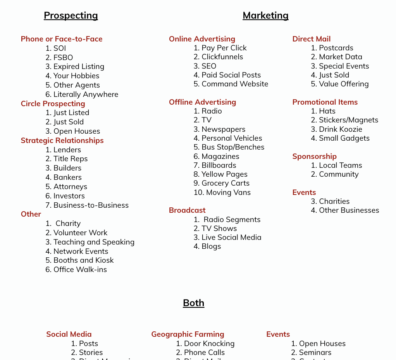 Prospecting
Phone or Face-to-Face
1. SOI
2. FSBO
3. Expired Listing
4. Your Hobbies
5. Other Agents
6. Literally Anywhere
Circle Prospecting
1. Just Listed
2. Just Sold
3. Open Houses
Strategic Relationships
1. Lenders
2. Title Reps
3. Builders
4. Bankers
5. Attorneys
6. Investors
7. Business-to-Business
Other
1. Charity
2. Volunteer Work
3. Teaching and Speaking
4. Network Events
5. Booths and Kiosk
6. Office Walk-ins
Marketing
Online Advertising
1. Pay Per Click
2. Clickfunnels
3. SEO
4. Paid Social Posts
5. Command Website
Offline Advertising
1. Radio
2. TV
3. Newspapers
4. Personal Vehicles
5. Bus Stop/Benches
6. Magazines
7. Billboards
8. Yellow Pages
9. Grocery Carts
10. Moving Vans
Broadcast
1. Radio Segments
2. TV Shows
3. Live Social Media
4. Blogs
Direct Mail
1. Postcards
2. Market Data
3. Special Events
4. Just Sold
5. Value Offering
Promotional Items
1. Hats
2. Stickers/Magnets
3. Drink Koozie
4. Small Gadgets
Sponsorship
1. Local Teams
2. Community
Events
3. Charities
4. Other Businesses
Both
Social Media
1. Posts
2. Stories
Geographic Farming
1. Door Knocking
2. Phone Calls
Events
1. Open Houses
2. Seminars